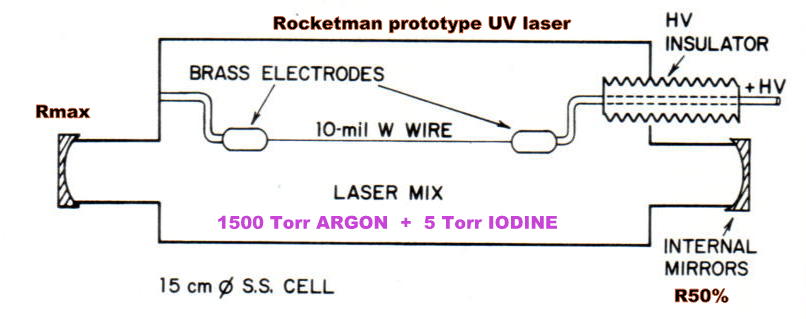 Rocketman prototype UV laser
HV
INSULATOR
BRASS ELECTRODES
+HV
Rmax
10-mil W WIRE
LASER MIX
1500 Torr ARGON + 5 Torr IODINE
INTERNAL
MIRRORS
15 cm Ø S.S. CELL
R50%